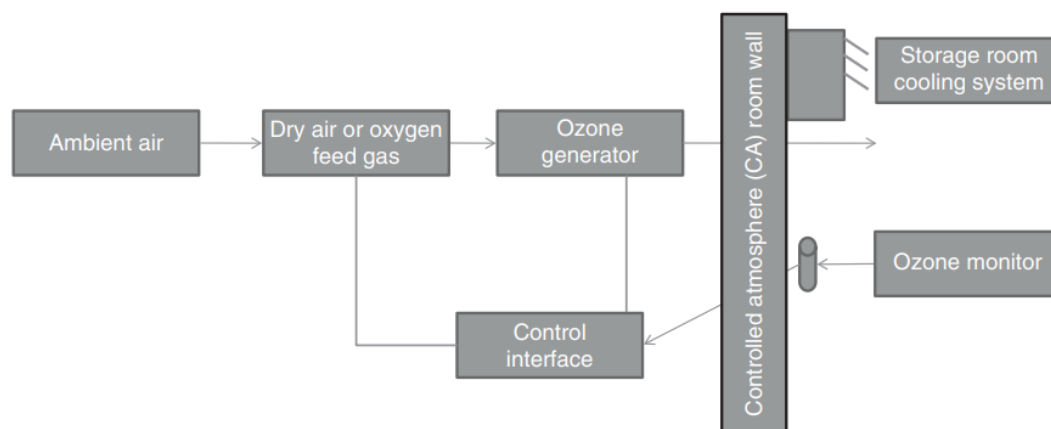 Ambient air
Dry air or oxygen
feed gas
Ozone
generator
Controlled atmosphere (CA) room wall
Storage room
cooling system
Ozone monitor
Control
interface